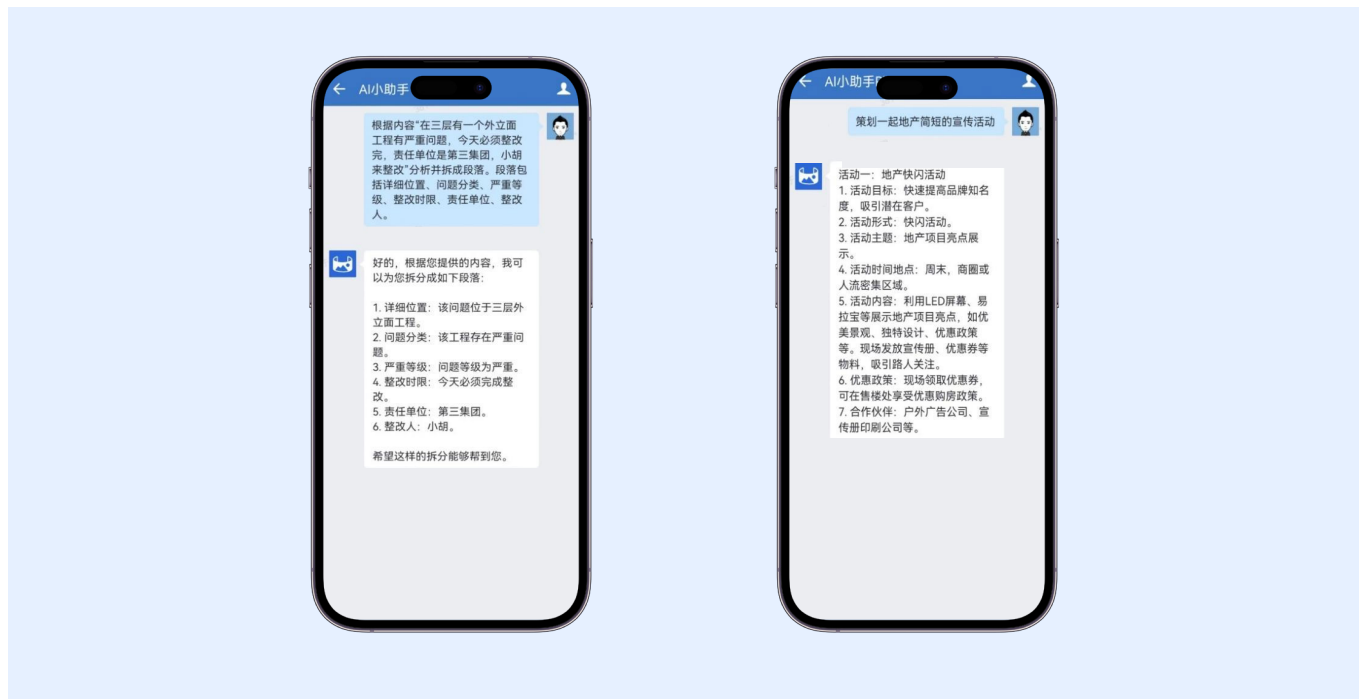 AI小助手
根据内容“在三层有一个外立面
工程有严重问题，今天必须整改
完，责任单位是第三集团，小胡
来整改”分析并拆成段落。段落包
括详细位置、问题分类、严重等
级、整改时限、责任单位、整改
人。
好的，根据您提供的内容，我可
以为您拆分成如下段落：
1. 详细位置：该问题位于三层外
立面工程。
2. 问题分类：该工程存在严重问
题。
3. 严重等级：问题等级为严重。
4. 整改时限：今天必须完成整
改。
5. 责任单位：第三集团。
6. 整改人：小胡。
希望这样的拆分能够帮到您。
AI小助手
策划一起地产简短的宣传活动
活动一：地产快闪活动
1. 活动目标：快速提高品牌知名
度，吸引潜在客户。
2. 活动形式：快闪活动。
3. 活动主题：地产项目亮点展
示。
4. 活动时间地点：周末，商圈或
人流密集区域。
5. 活动内容：利用LED屏幕、易
拉宝等展示地产项目亮点，如优
美景观、独特设计、优惠政策
等。现场发放宣传册、优惠券等
物料，吸引路人关注。
6. 优惠政策：现场领取优惠券，
可在售楼处享受优惠购房政策。
7. 合作伙伴：户外广告公司、宣
传册印刷公司等。